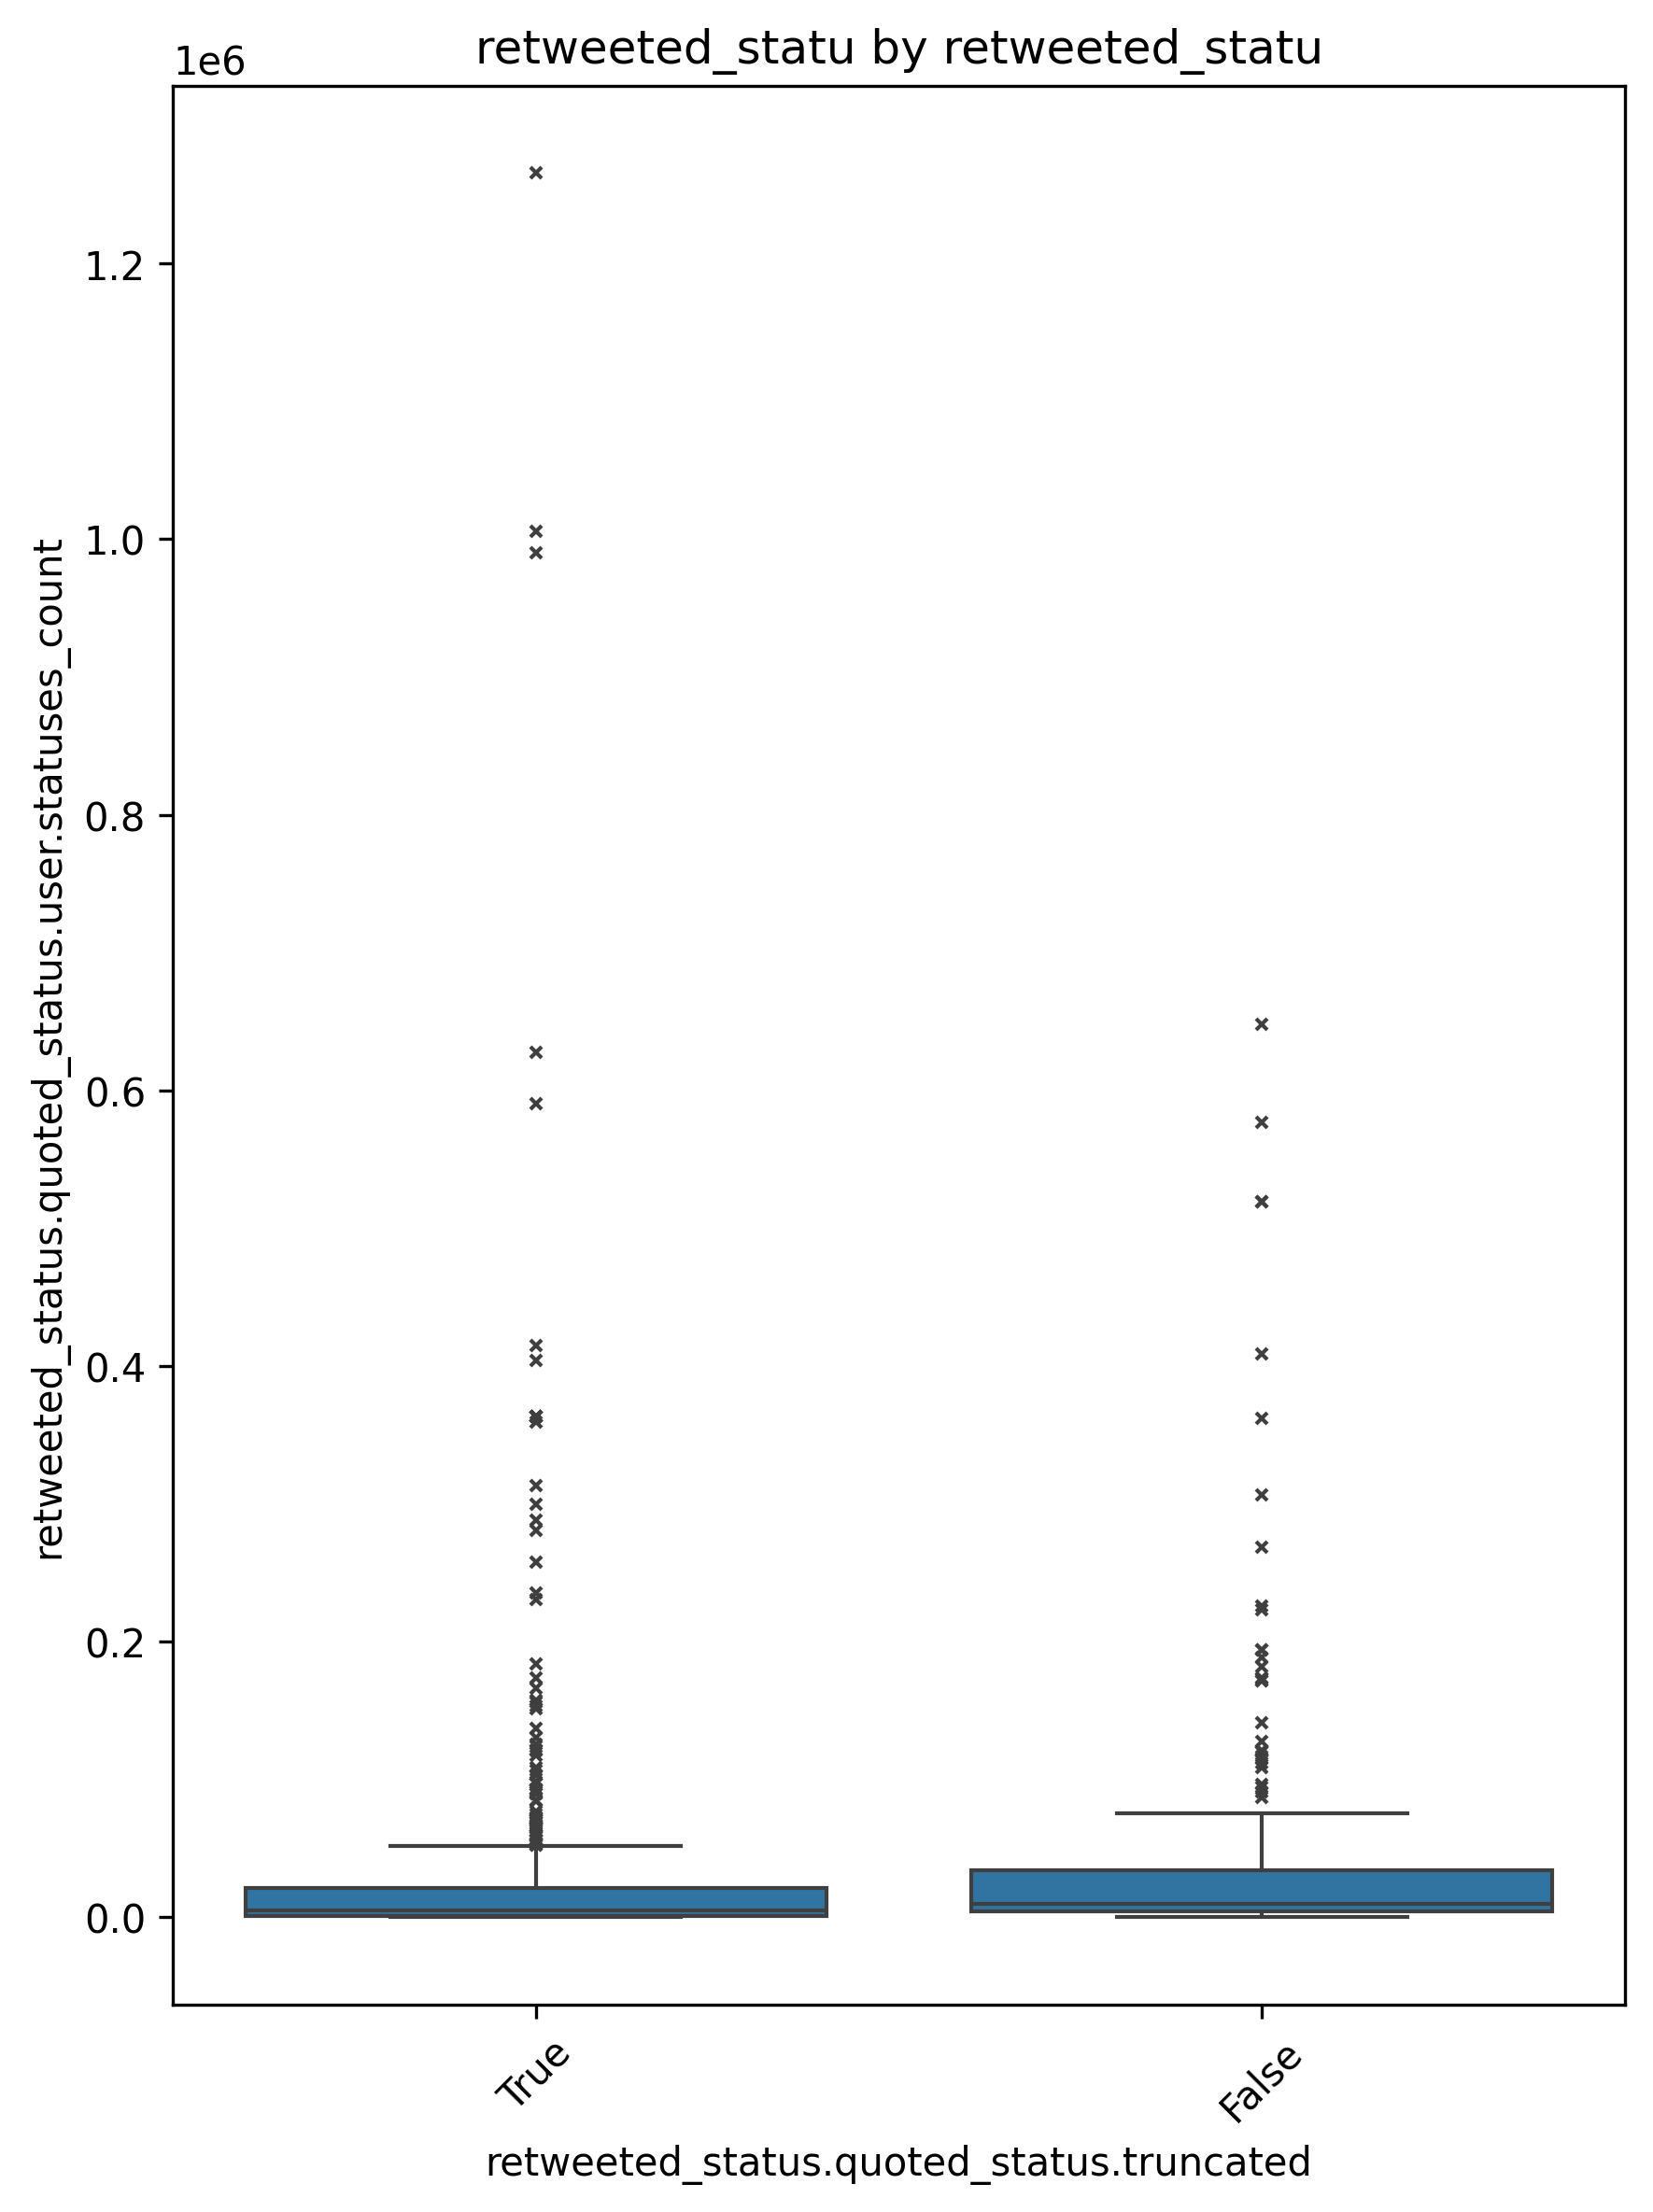 retweeted_statu by retweeted_statu
1e6
1.2
1.0
0.8
0.6
0.4
0.2
0.0
retweeted_status.quoted_status.user.statuses_count
True
False
retweeted_status.quoted_status.truncated